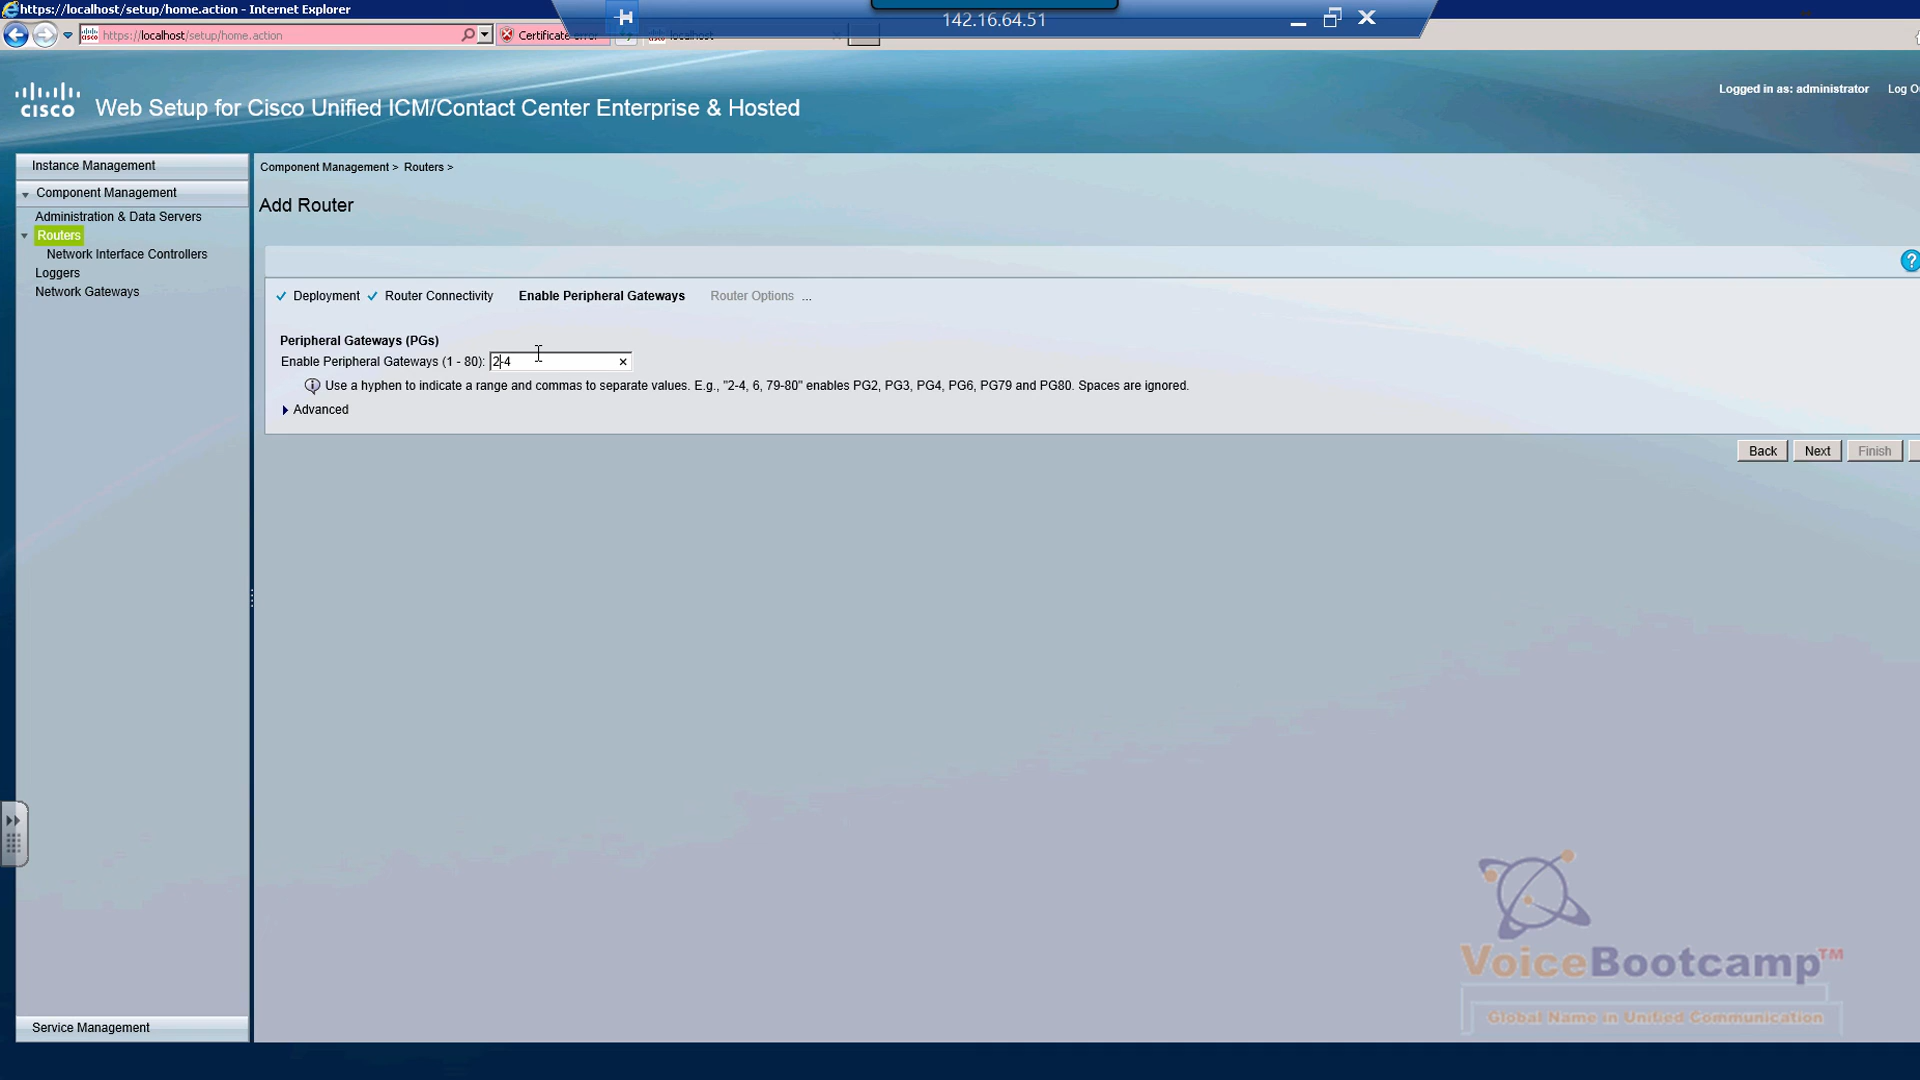 https://localhost/setup/home.action - Internet Explorer
142.16.64.51
https://localhost/setup/home.action
Certificate error
localhost
Logged in as: administrator
Log O
cisco
Web Setup for Cisco Unified ICM/Contact Center Enterprise & Hosted
Instance Management
Component Management
Administration & Data Servers
Routers
Network Interface Controllers
Loggers
Network Gateways
Component Management > Routers >
Add Router
Deployment Router Connectivity Enable Peripheral Gateways Router Options ...
Peripheral Gateways (PGs)
Enable Peripheral Gateways (1 - 80): 2-4
Use a hyphen to indicate a range and commas to separate values. E.g., "2-4, 6, 79-80" enables PG2, PG3, PG4, PG6, PG79 and PG80. Spaces are ignored.
Advanced
Back Next Finish
VoiceBootcamp™
Global Name in Unified Communication
Service Management